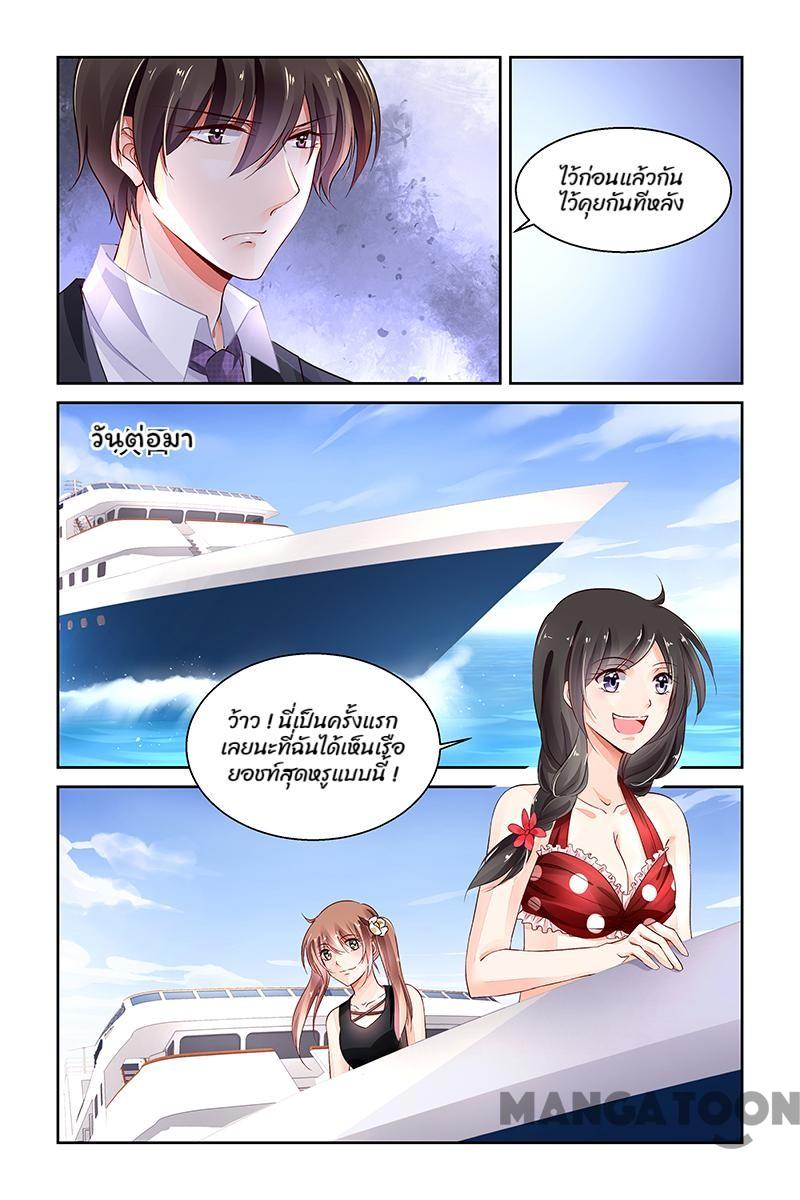 ไว้ก่อนแล้วกัน
ไว้คุยกันทีหลัง
วันต่อมา
ว้าว ! นี่เป็นครั้งแรก
เลยนะที่ฉันได้เห็นเรือ
ยอชท์สุดหรูแบบนี้ !
MANGATOON